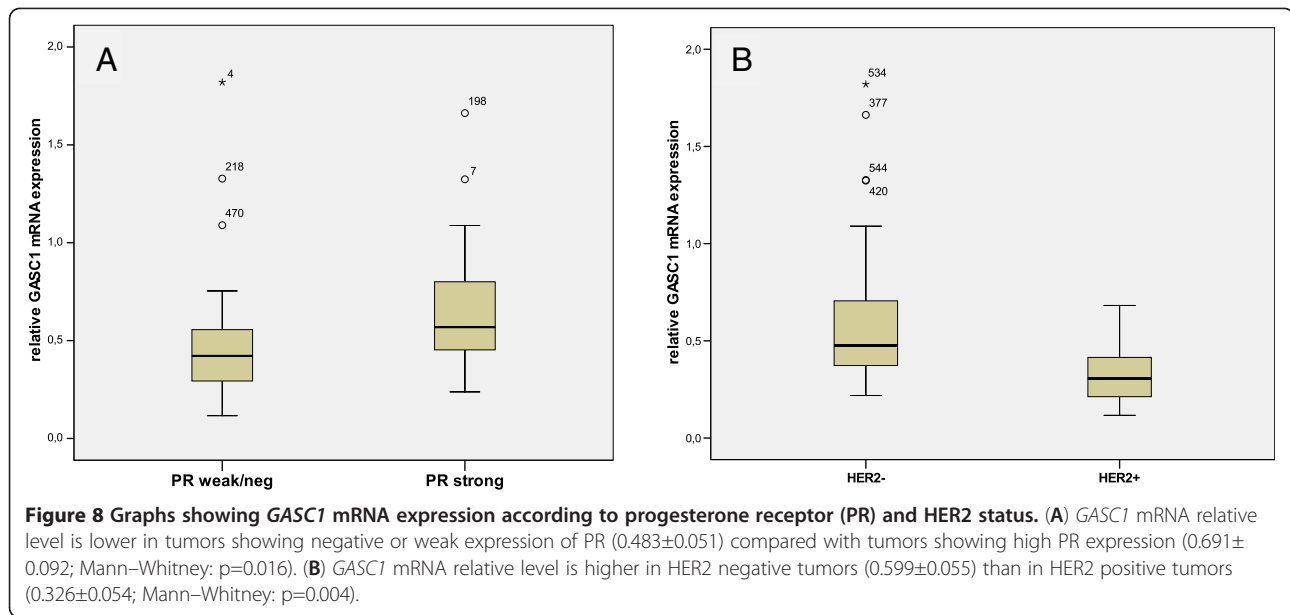 A
2,0
1,5
1,0
0,5
0,0
relative GASC1 mRNA expression
4
218
470
198
7
PR weak/neg
PR strong
B
2,0
1,5
1,0
0,5
0,0
relative GASC1 mRNA expression
534
377
544
420
HER2-
HER2+
Figure 8 Graphs showing GASC1 mRNA expression according to progesterone receptor (PR) and HER2 status. (A) GASC1 mRNA relative
level is lower in tumors showing negative or weak expression of PR (0.483±0.051) compared with tumors showing high PR expression (0.691±
0.092; Mann–Whitney: p=0.016). (B) GASC1 mRNA relative level is higher in HER2 negative tumors (0.599±0.055) than in HER2 positive tumors
(0.326±0.054; Mann–Whitney: p=0.004).